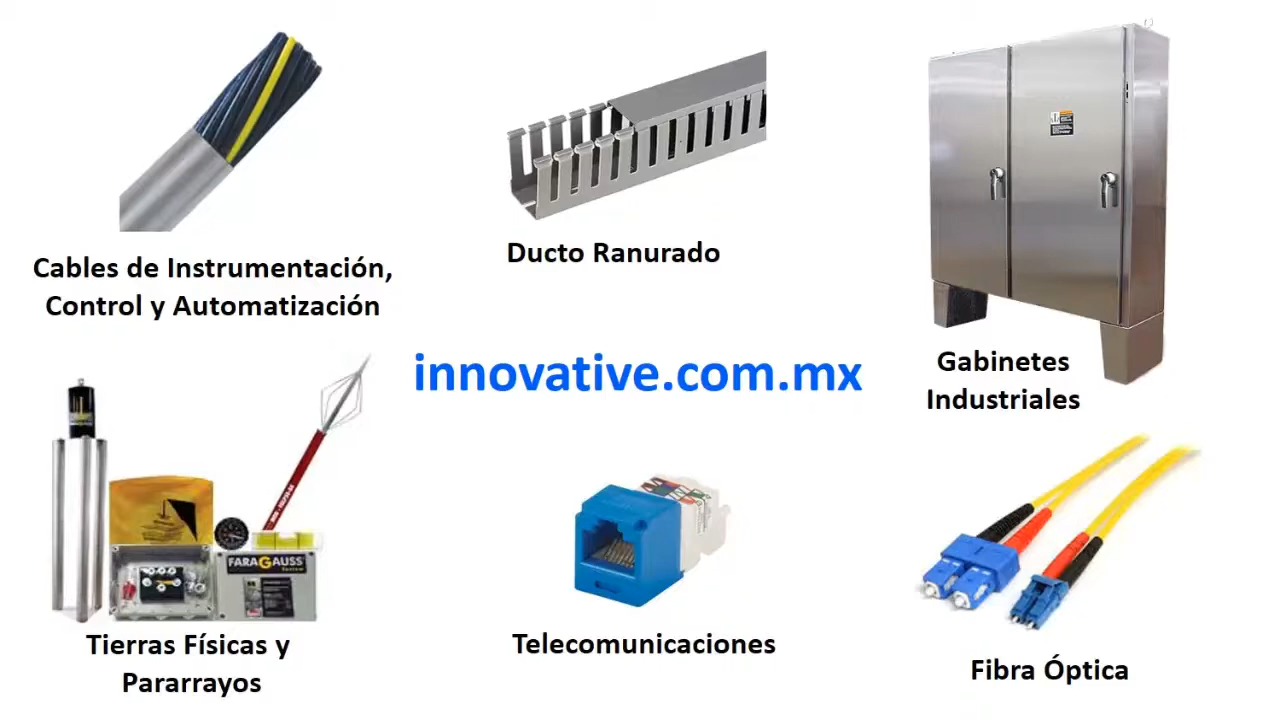 Cables de Instrumentación,
Control y Automatización
Ducto Ranurado
Gabinetes
Industriales
innovative.com.mx
FARAGAUSS
System
Tierras Físicas y
Pararrayos
Telecomunicaciones
Fibra Óptica